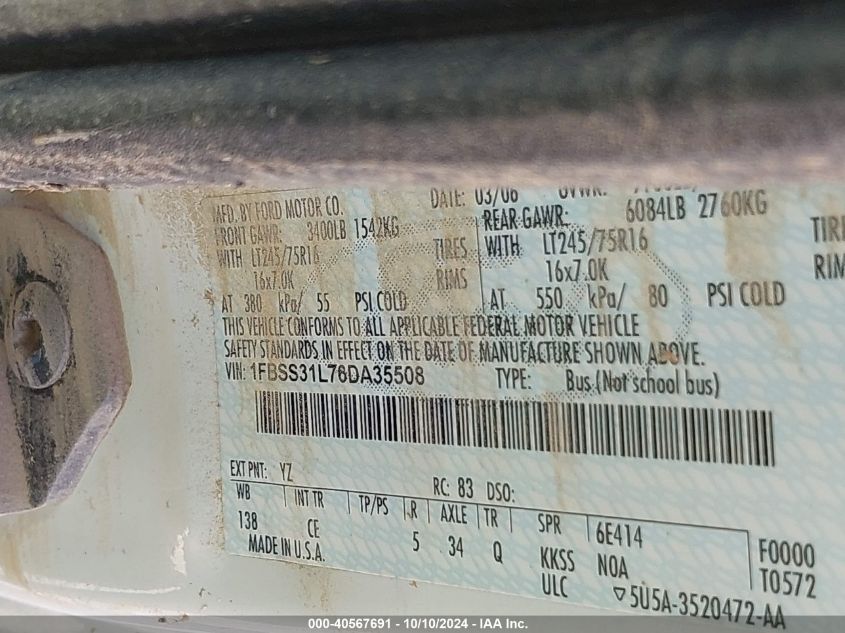 MFD. BY FORD MOTOR CO.
DATE: 03/06 GVWR:
FRONT GAWR: 3400LB 1542KG
REAR GAWR: 6084LB 2760KG
WITH LT245/75R16 TIRES
WITH LT245/75R16 TIRE
16x7.0K RIMS
16x7.0K RIM
AT 380 kPa/ 55 PSI COLD
AT 550 kPa/ 80 PSI COLD
THIS VEHICLE CONFORMS TO ALL APPLICABLE FEDERAL MOTOR VEHICLE
SAFETY STANDARDS IN EFFECT ON THE DATE OF MANUFACTURE SHOWN ABOVE.
VIN: 1FBSS31L76DA35508
TYPE: Bus (Not school bus)
EXT PNT: YZ RC: 83 DSO:
WB INT TR TP/PS R AXLE TR SPR 6E414 F0000
138 CE 5 34 Q KKSS NOA T0572
MADE IN U.S.A. ULC ▽5U5A-3520472-AA
000-40567691 - 10/10/2024 - IAA Inc.